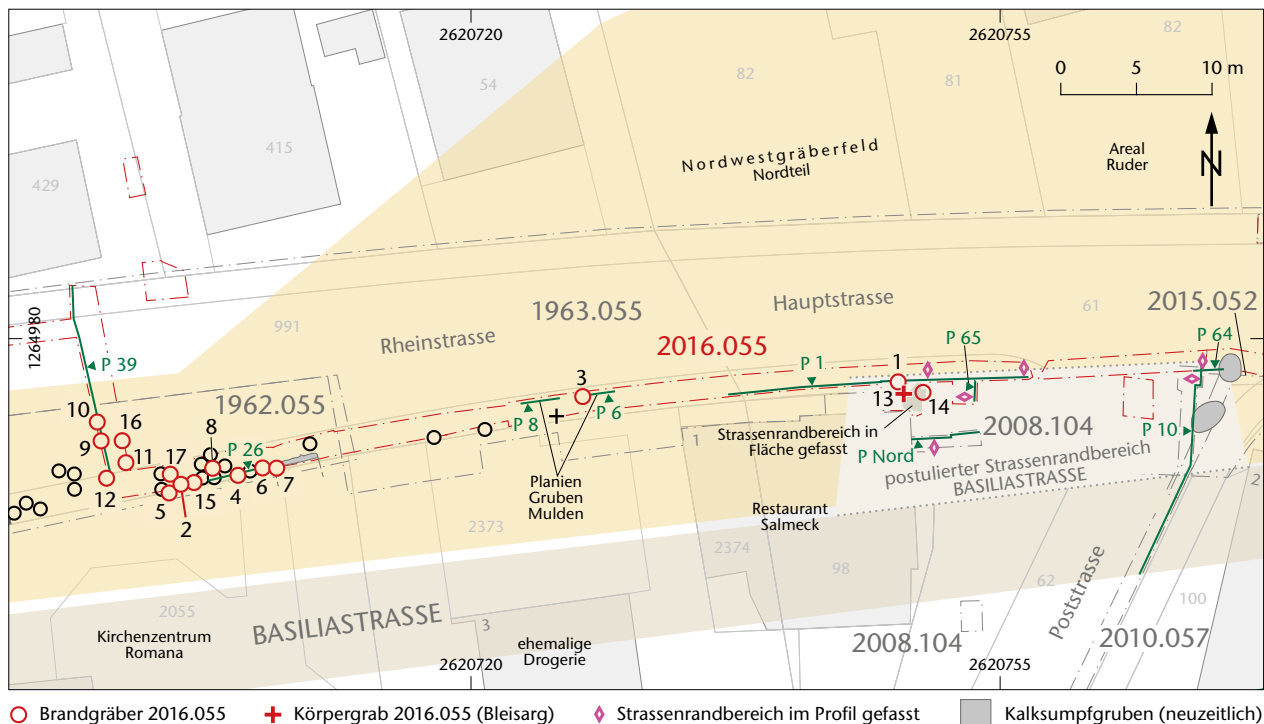 2620720
2620755
82
82
54
81
0 5 10 m
415
Nordwestgräberfeld
Nordteil
Areal
Ruder
N
429
1264980
991
Rheinstrasse
1963.055
Hauptstrasse
61
2015.052
2016.055
P 39
P 65
P 64
P 1
1
3
1962.055
P 8
P 6
13
14
10
16
8
9
11
17
P 26
12
5
15
4
6
7
2
1
Strassenrandbereich in
Fläche gefasst
2008.104
P 10
P Nord
postulierter Strassenrandbereich
BASILIASTRASSE
Planien
Gruben
Mulden
2
Restaurant
Salmeck
2373
2374
98
62
100
2055
BASILIASTRASSE
3
Kirchenzentrum
Romana
ehemalige
Drogerie
2008.104
Poststrasse
2010.057
2620720
2620755
Brandgräber 2016.055
Körpergrab 2016.055 (Bleisarg)
Strassenrandbereich im Profil gefasst
Kalksumpfgruben (neuzeitlich)